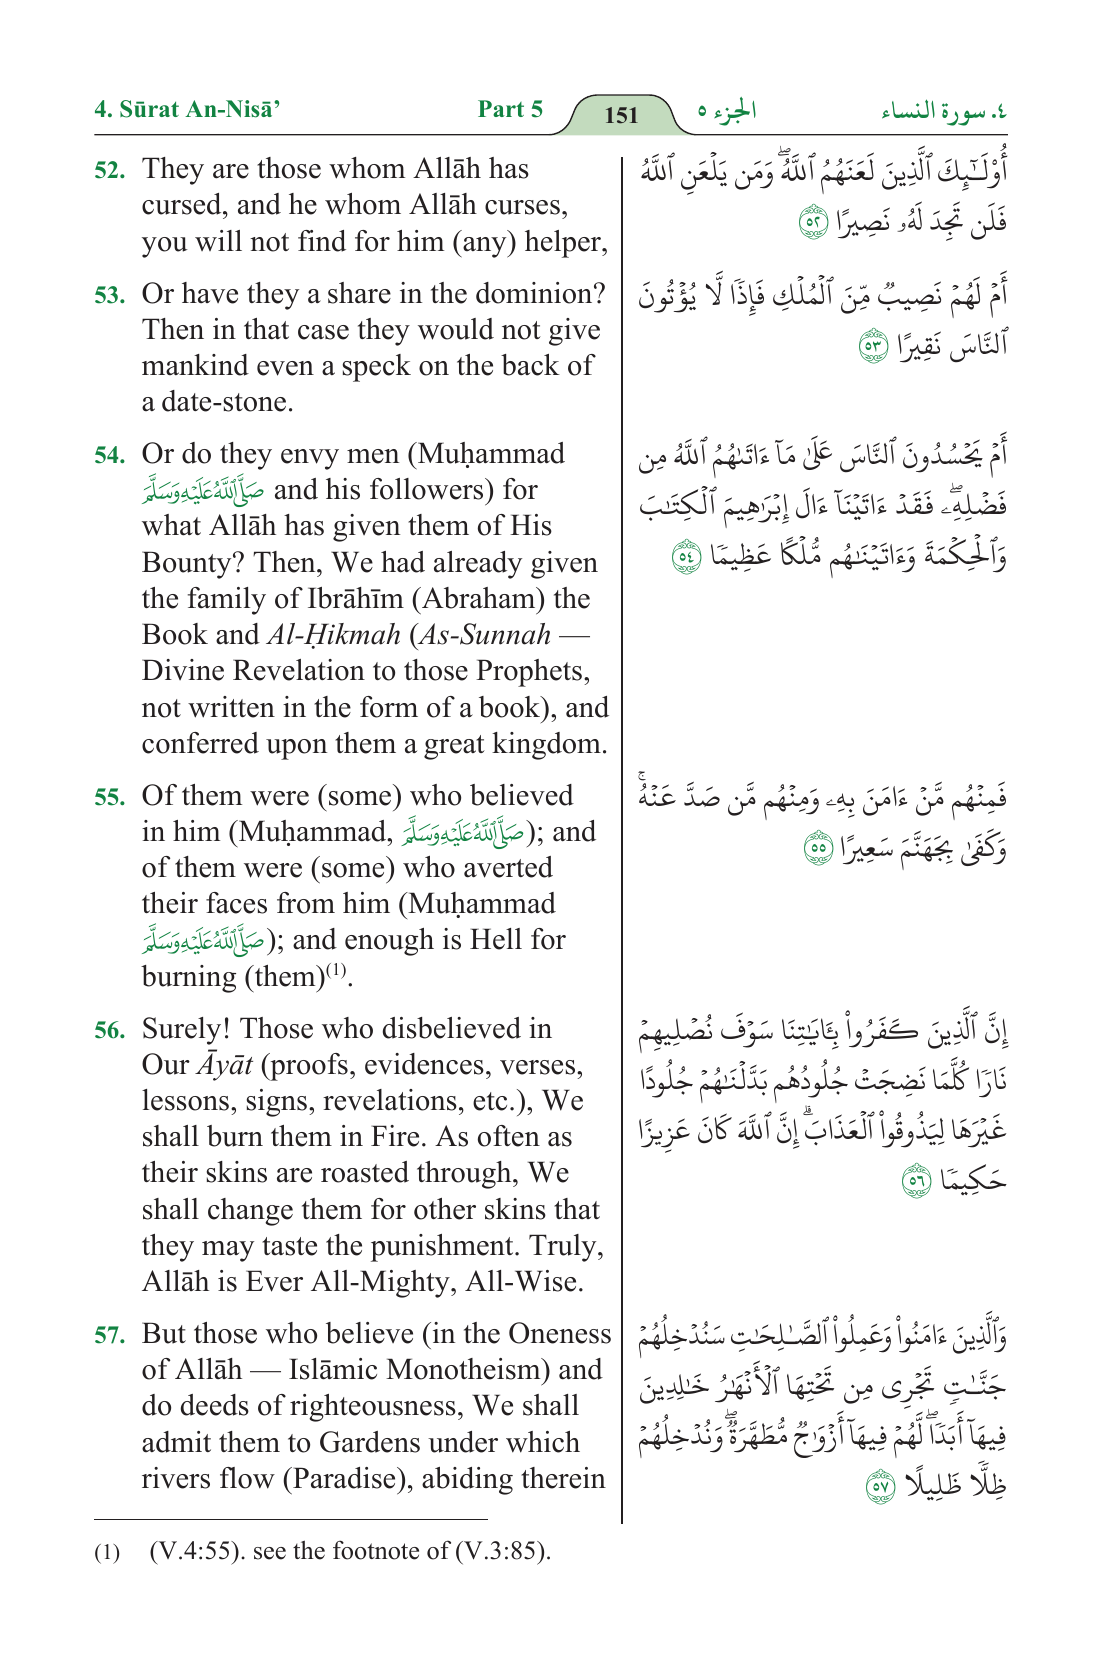 4. Sūrat An-Nisā’
Part 5
151
الجزء ٥
٤. سورة النساء
52. They are those whom Allāh has
cursed, and he whom Allāh curses,
you will not find for him (any) helper,
أُوْلَٰٓئِكَ ٱلَّذِينَ لَعَنَهُمُ ٱللَّهُۖ وَمَن يَلْعَنِ ٱللَّهُ
فَلَن تَجِدَ لَهُۥ نَصِيرًا ٥٢
53. Or have they a share in the dominion?
Then in that case they would not give
mankind even a speck on the back of
a date-stone.
أَمْ لَهُمْ نَصِيبٌ مِّنَ ٱلْمُلْكِ فَإِذًا لَّا يُؤْتُونَ
ٱلنَّاسَ نَقِيرًا ٥٣
54. Or do they envy men (Muḥammad
صَلَّى ٱللَّهُ عَلَيْهِ وَسَلَّمَ and his followers) for
what Allāh has given them of His
Bounty? Then, We had already given
the family of Ibrāhīm (Abraham) the
Book and Al-Ḥikmah (As-Sunnah —
Divine Revelation to those Prophets,
not written in the form of a book), and
conferred upon them a great kingdom.
أَمْ يَحْسُدُونَ ٱلنَّاسَ عَلَىٰ مَآ ءَاتَىٰهُمُ ٱللَّهُ مِن
فَضْلِهِۦۖ فَقَدْ ءَاتَيْنَآ ءَالَ إِبْرَٰهِيمَ ٱلْكِتَٰبَ
وَٱلْحِكْمَةَ وَءَاتَيْنَٰهُم مُّلْكًا عَظِيمًا ٥٤
55. Of them were (some) who believed
in him (Muḥammad, صَلَّى ٱللَّهُ عَلَيْهِ وَسَلَّمَ); and
of them were (some) who averted
their faces from him (Muḥammad
صَلَّى ٱللَّهُ عَلَيْهِ وَسَلَّمَ); and enough is Hell for
burning (them)(1).
فَمِنْهُم مَّنْ ءَامَنَ بِهِۦ وَمِنْهُم مَّن صَدَّ عَنْهُۚ
وَكَفَىٰ بِجَهَنَّمَ سَعِيرًا ٥٥
56. Surely! Those who disbelieved in
Our Āyāt (proofs, evidences, verses,
lessons, signs, revelations, etc.), We
shall burn them in Fire. As often as
their skins are roasted through, We
shall change them for other skins that
they may taste the punishment. Truly,
Allāh is Ever All-Mighty, All-Wise.
إِنَّ ٱلَّذِينَ كَفَرُواْ بِـَٔايَٰتِنَا سَوْفَ نُصْلِيهِمْ
نَارًا كُلَّمَا نَضِجَتْ جُلُودُهُم بَدَّلْنَٰهُمْ جُلُودًا
غَيْرَهَا لِيَذُوقُواْ ٱلْعَذَابَۗ إِنَّ ٱللَّهَ كَانَ عَزِيزًا
حَكِيمًا ٥٦
57. But those who believe (in the Oneness
of Allāh — Islāmic Monotheism) and
do deeds of righteousness, We shall
admit them to Gardens under which
rivers flow (Paradise), abiding therein
وَٱلَّذِينَ ءَامَنُواْ وَعَمِلُواْ ٱلصَّٰلِحَٰتِ سَنُدْخِلُهُمْ
جَنَّٰتٍ تَجْرِى مِن تَحْتِهَا ٱلْأَنْهَٰرُ خَٰلِدِينَ
فِيهَآ أَبَدًاۖ لَّهُمْ فِيهَآ أَزْوَٰجٌ مُّطَهَّرَةٌۖ وَنُدْخِلُهُمْ
ظِلًّا ظَلِيلًا ٥٧
(1) (V.4:55). see the footnote of (V.3:85).